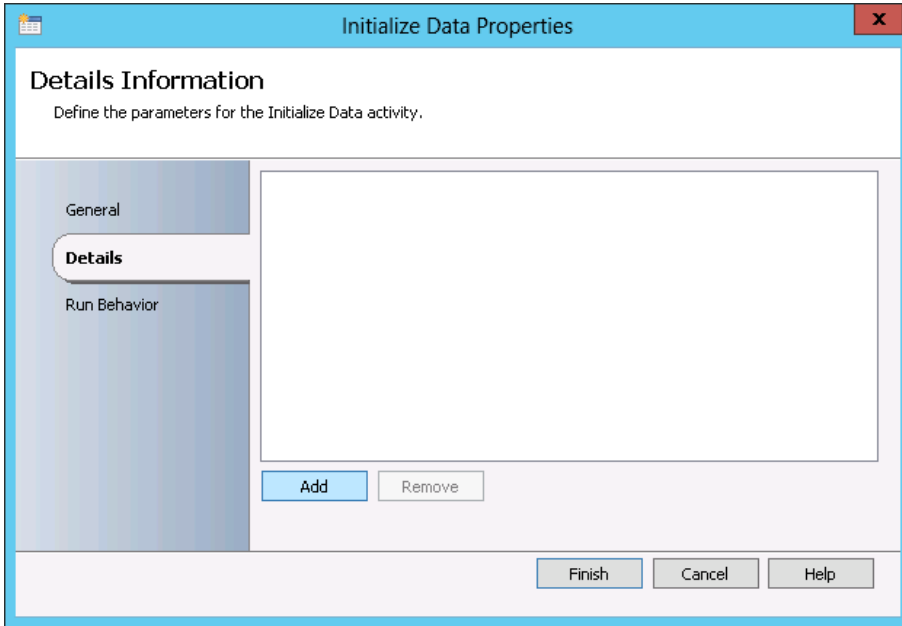 Initialize Data Properties
x
Details Information
Define the parameters for the Initialize Data activity.
General
Details
Run Behavior
Add
Remove
Finish
Cancel
Help